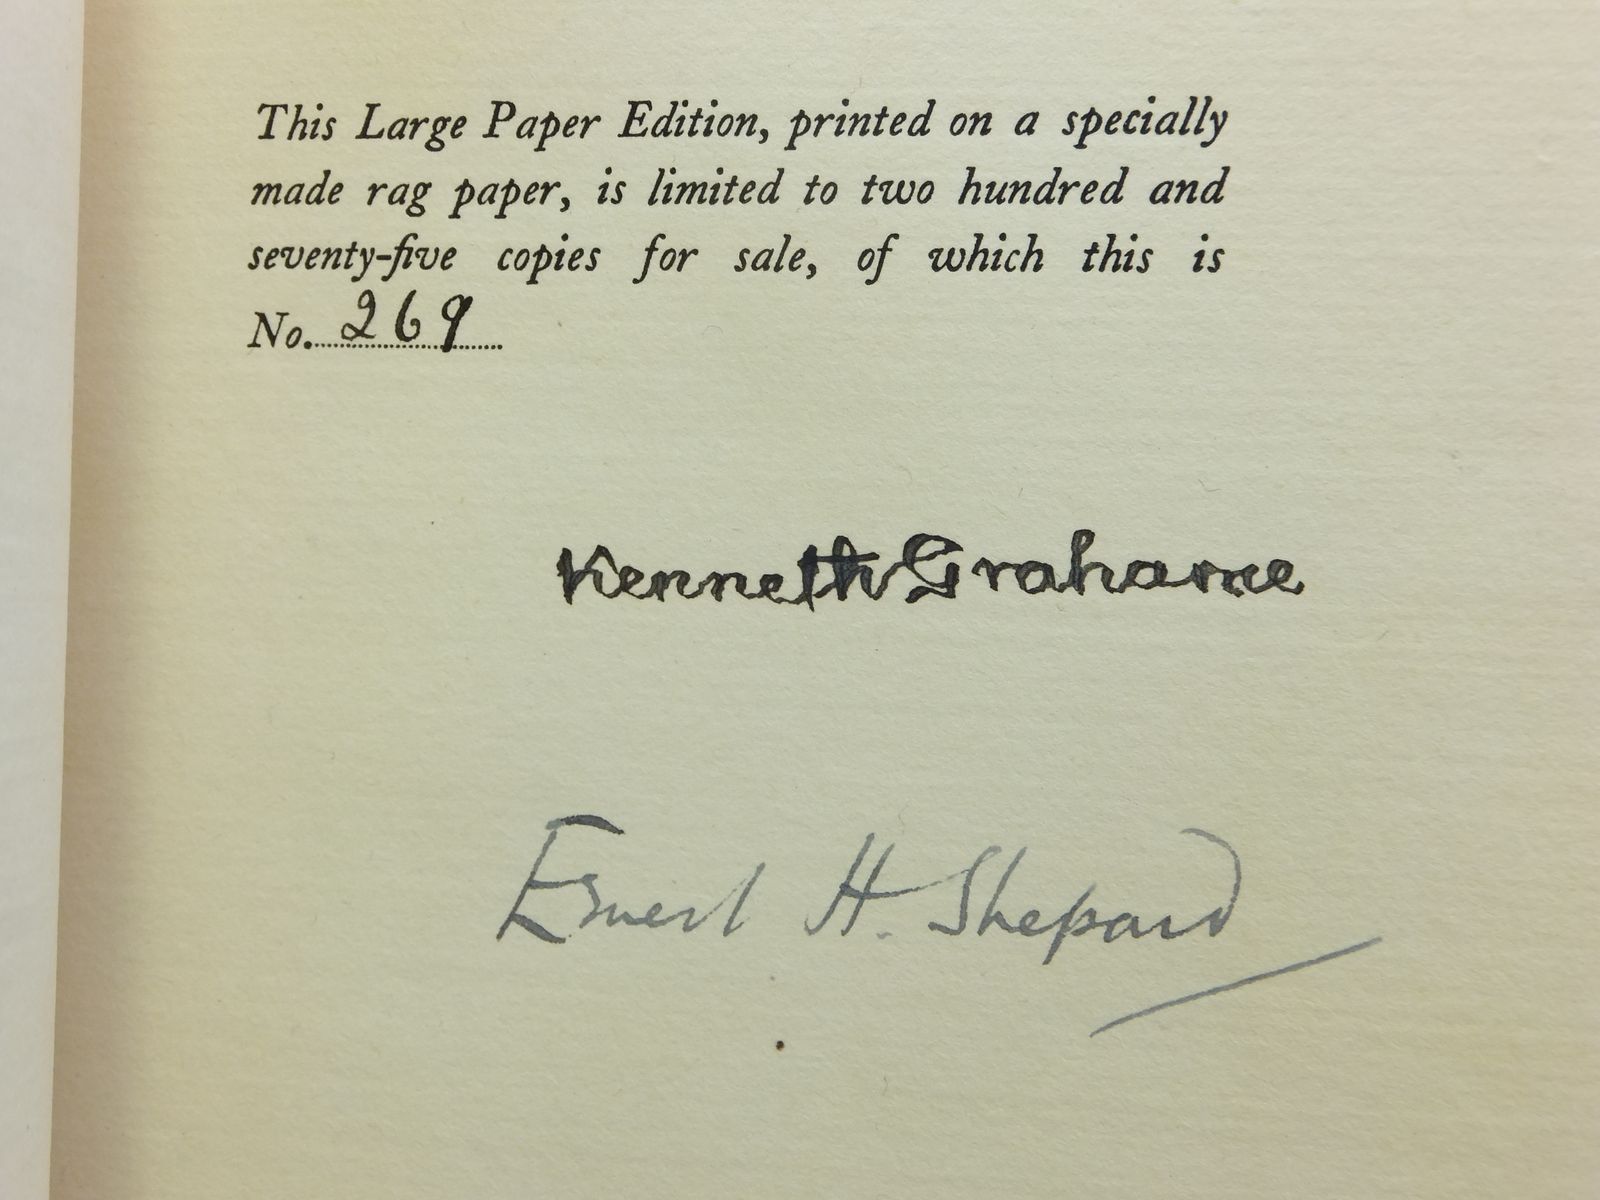 This Large Paper Edition, printed on a specially
made rag paper, is limited to two hundred and
seventy-five copies for sale, of which this is
No. 269
Kenneth Grahame
Ernest H. Shepard